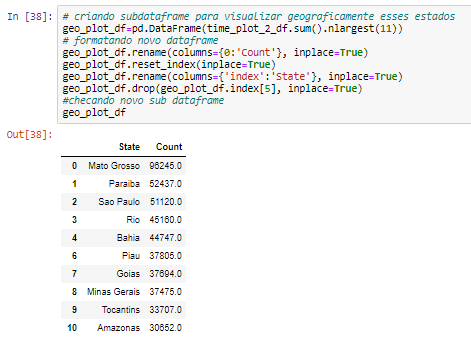 In [38]: # criando subdataframe para visualizar geograficamente esses estados
geo_plot_df=pd.DataFrame(time_plot_2_df.sum().nlargest(11))
# formatando novo dataframe
geo_plot_df.rename(columns={0:'Count'}, inplace=True)
geo_plot_df.reset_index(inplace=True)
geo_plot_df.rename(columns={'index':'State'}, inplace=True)
geo_plot_df.drop(geo_plot_df.index[5], inplace=True)
#checando novo sub dataframe
geo_plot_df
Out[38]:
State Count
0 Mato Grosso 96245.0
1 Paraiba 52437.0
2 Sao Paulo 51120.0
3 Rio 45160.0
4 Bahia 44747.0
6 Piau 37805.0
7 Goias 37694.0
8 Minas Gerais 37475.0
9 Tocantins 33707.0
10 Amazonas 30652.0